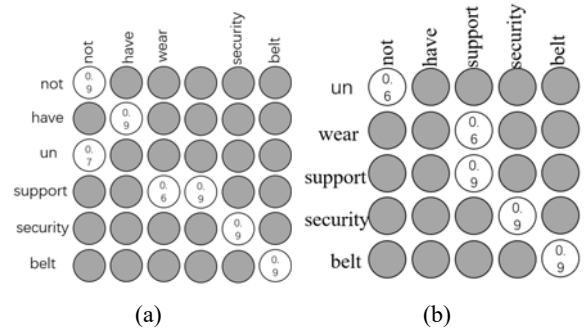 not have wear security belt
not 0.9
have 0.9
un 0.7
support 0.6 0.9
security 0.9
belt 0.9
(a)
not have support security belt
un 0.6
wear 0.6
support 0.9
security 0.9
belt 0.9
(b)